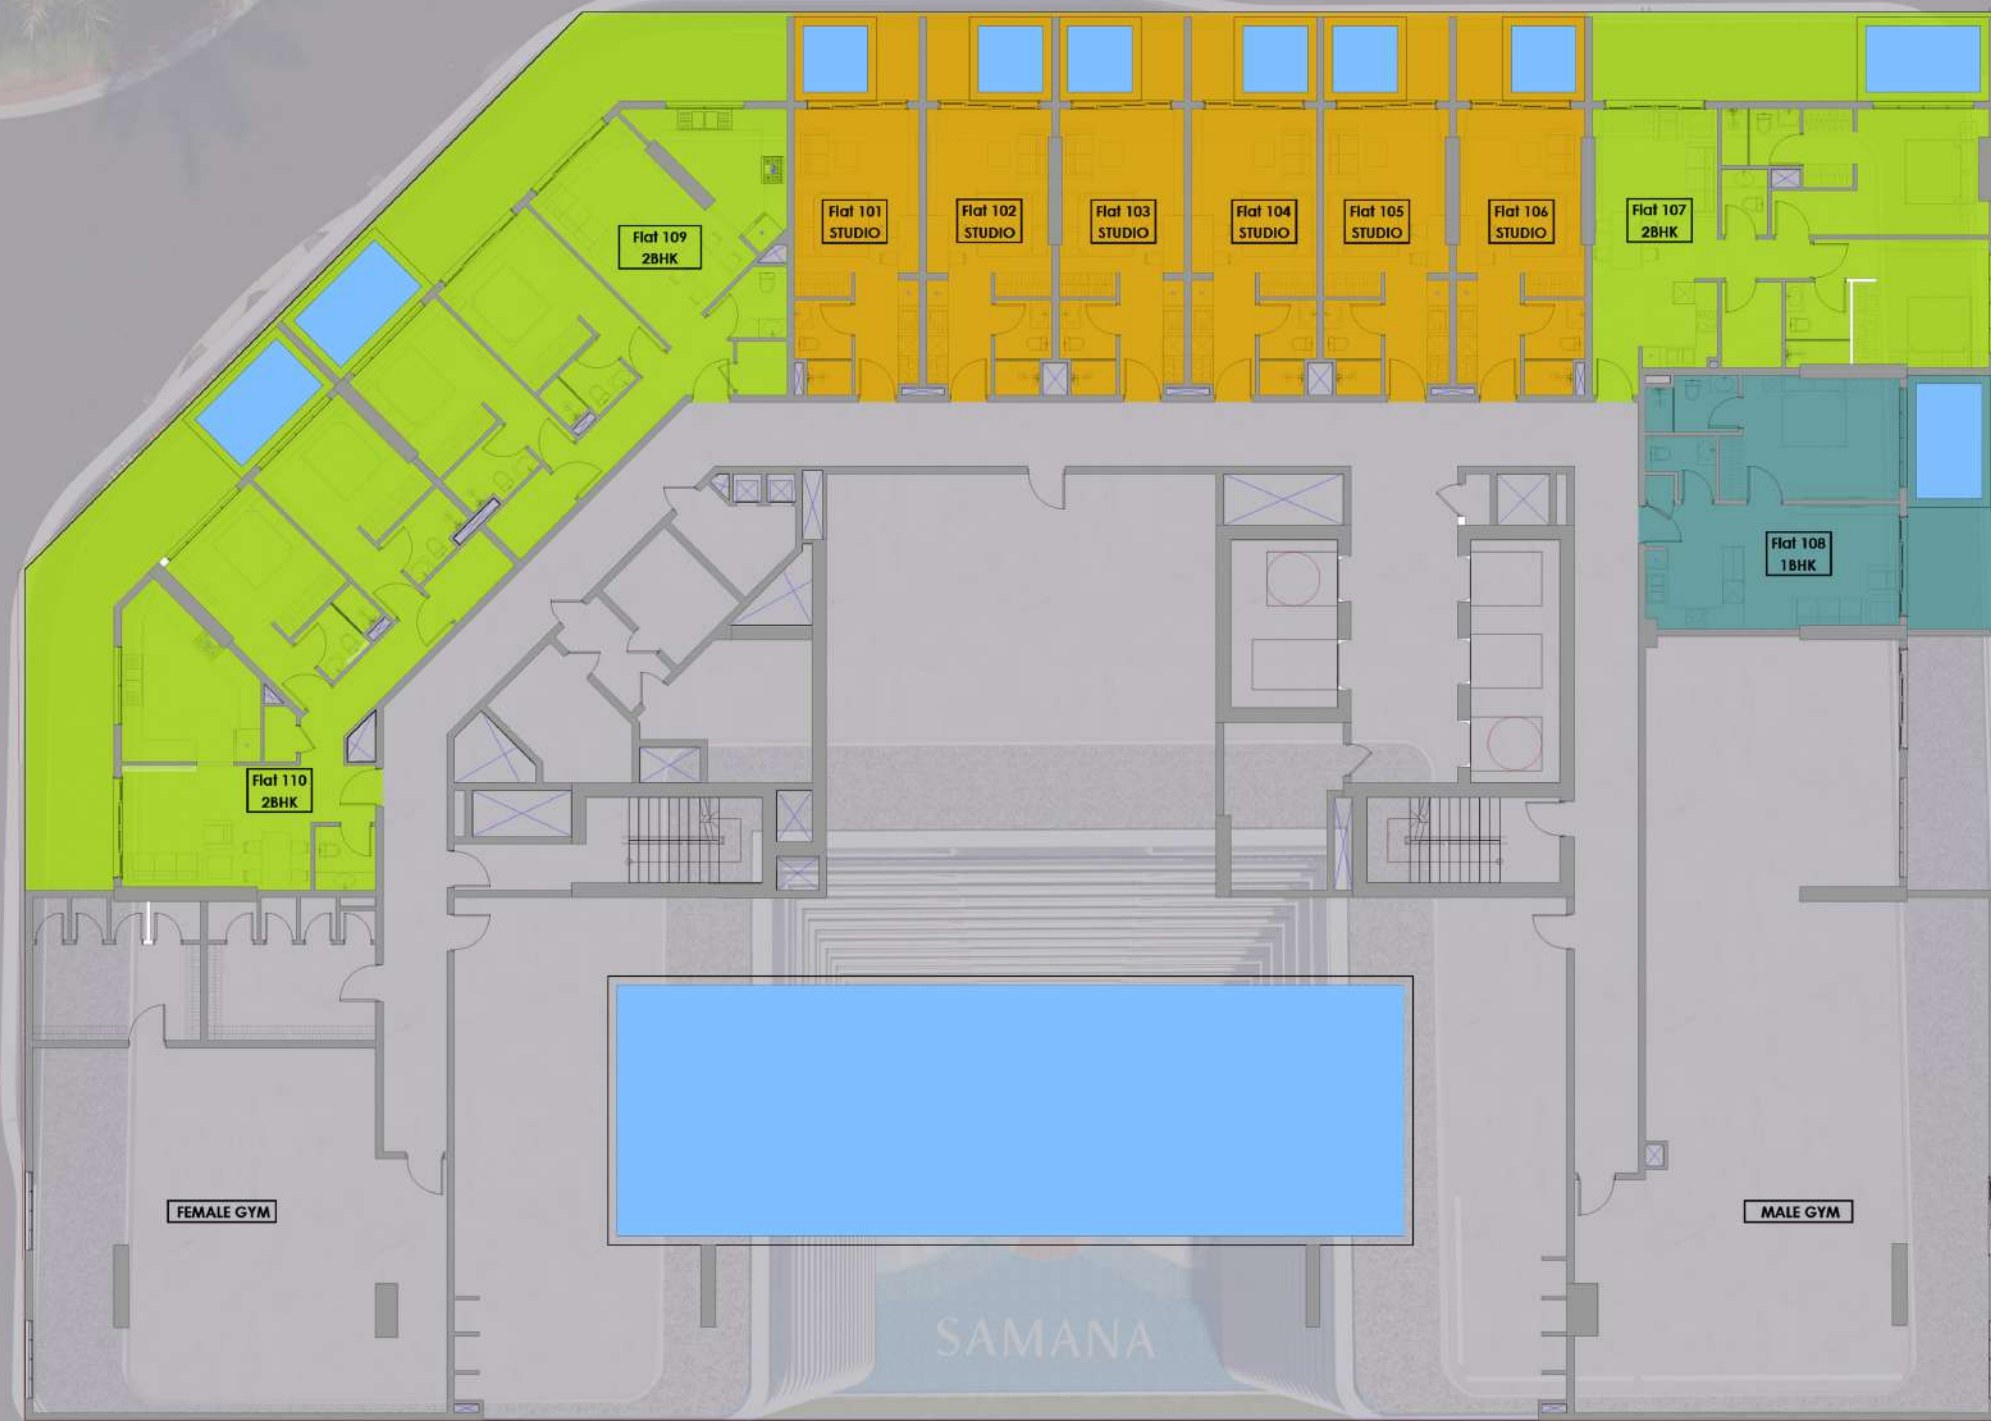 Flat 101
STUDIO
Flat 102
STUDIO
Flat 103
STUDIO
Flat 104
STUDIO
Flat 105
STUDIO
Flat 106
STUDIO
Flat 107
2BHK
Flat 109
2BHK
Flat 108
1BHK
Flat 110
2BHK
FEMALE GYM
MALE GYM
SAMANA